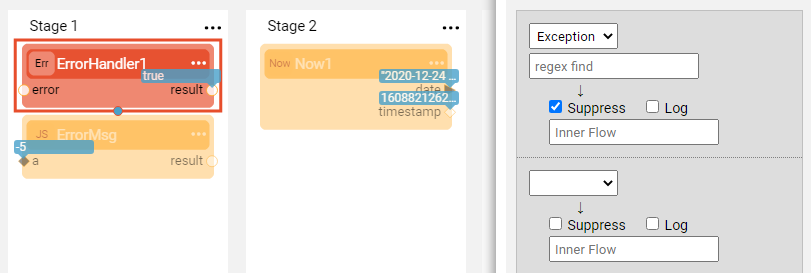 Stage 1
Err ErrorHandler1
true
error result
JS ErrorMsg
-5
a result
Stage 2
Now Now1
"2020-12-24 ...
date
1608821262...
timestamp
Exception
regex find
↓
Suppress Log
Inner Flow
↓
Suppress Log
Inner Flow